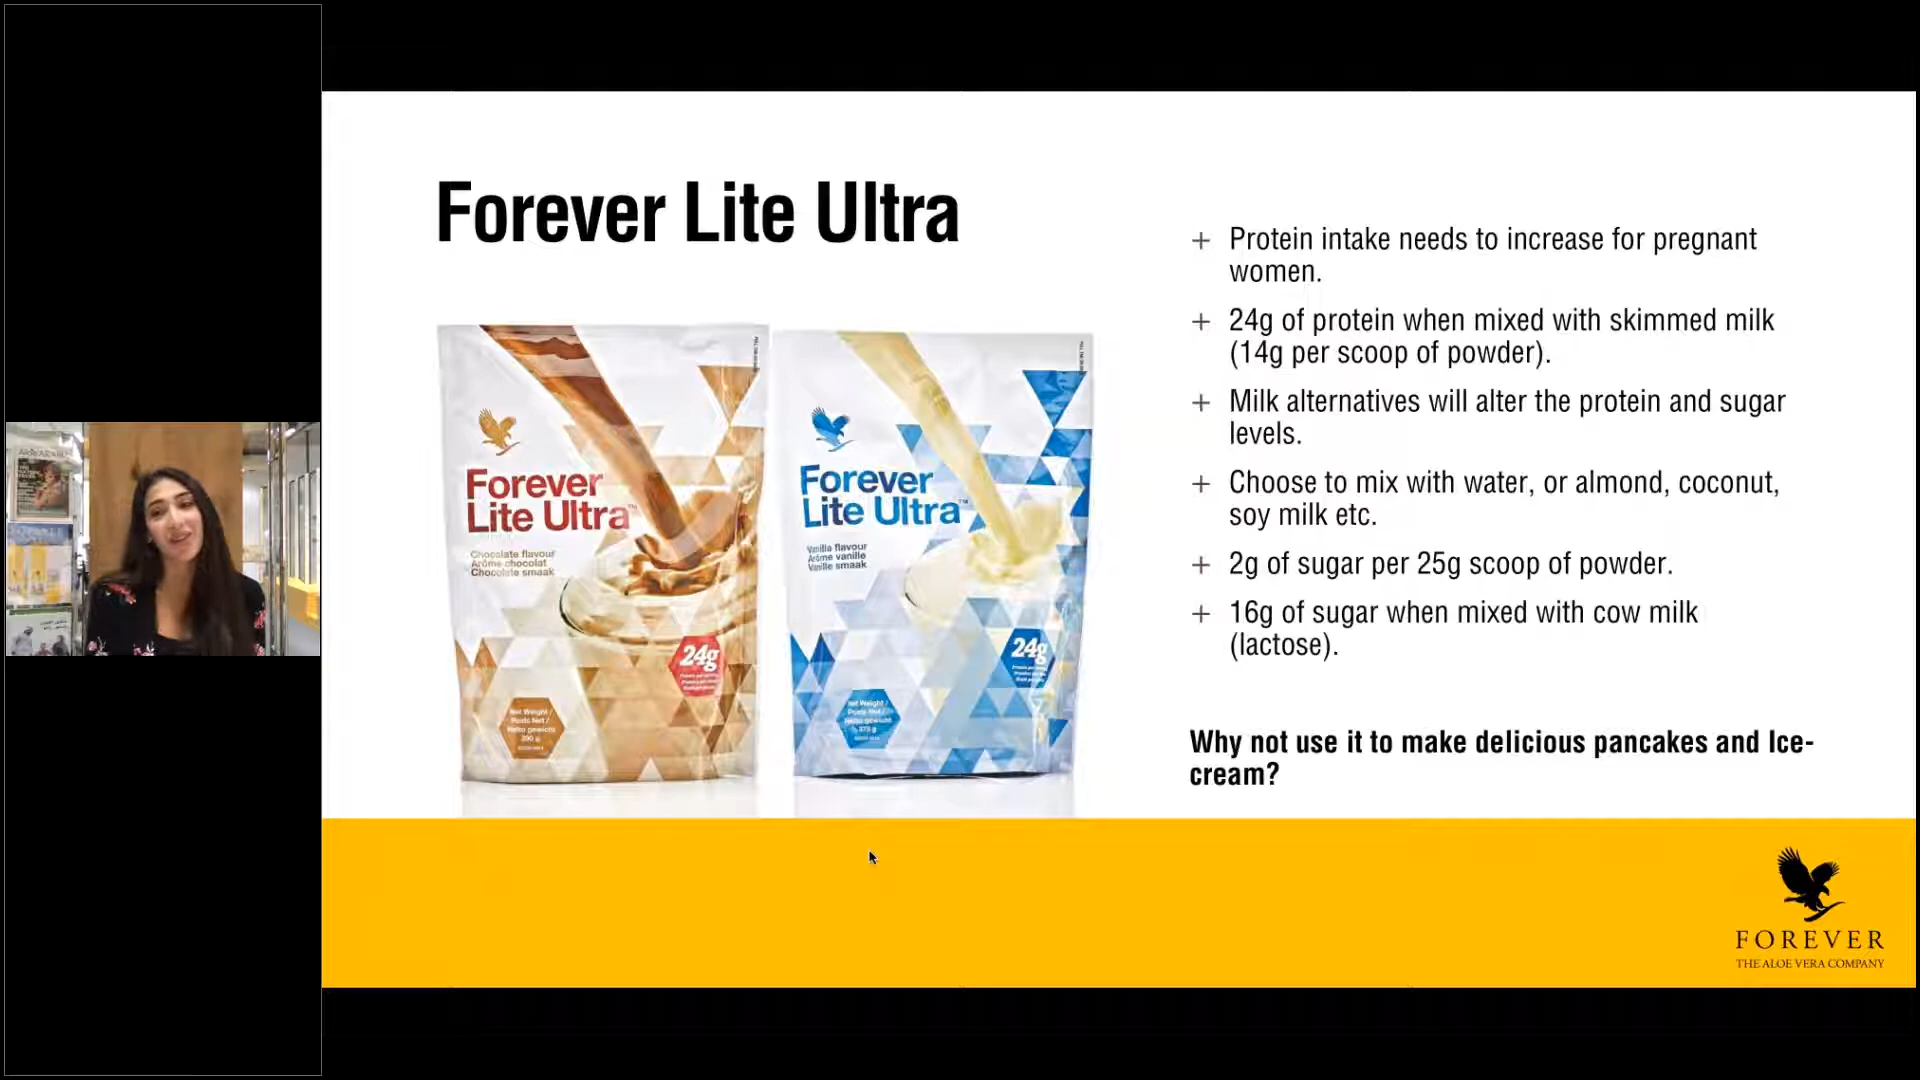 Forever Lite Ultra
Forever
Lite Ultra™
Chocolate flavour
Arôme chocolat
Chocolate smaak
24g
Net Weight /
Poids Net /
Netto gewicht
390 g
Forever
Lite Ultra™
Vanilla flavour
Arôme vanille
Vanille smaak
24g
Net Weight /
Poids Net /
Netto gewicht
375 g
+ Protein intake needs to increase for pregnant
women.
+ 24g of protein when mixed with skimmed milk
(14g per scoop of powder).
+ Milk alternatives will alter the protein and sugar
levels.
+ Choose to mix with water, or almond, coconut,
soy milk etc.
+ 2g of sugar per 25g scoop of powder.
+ 16g of sugar when mixed with cow milk
(lactose).
Why not use it to make delicious pancakes and Ice-
cream?
FOREVER
THE ALOE VERA COMPANY